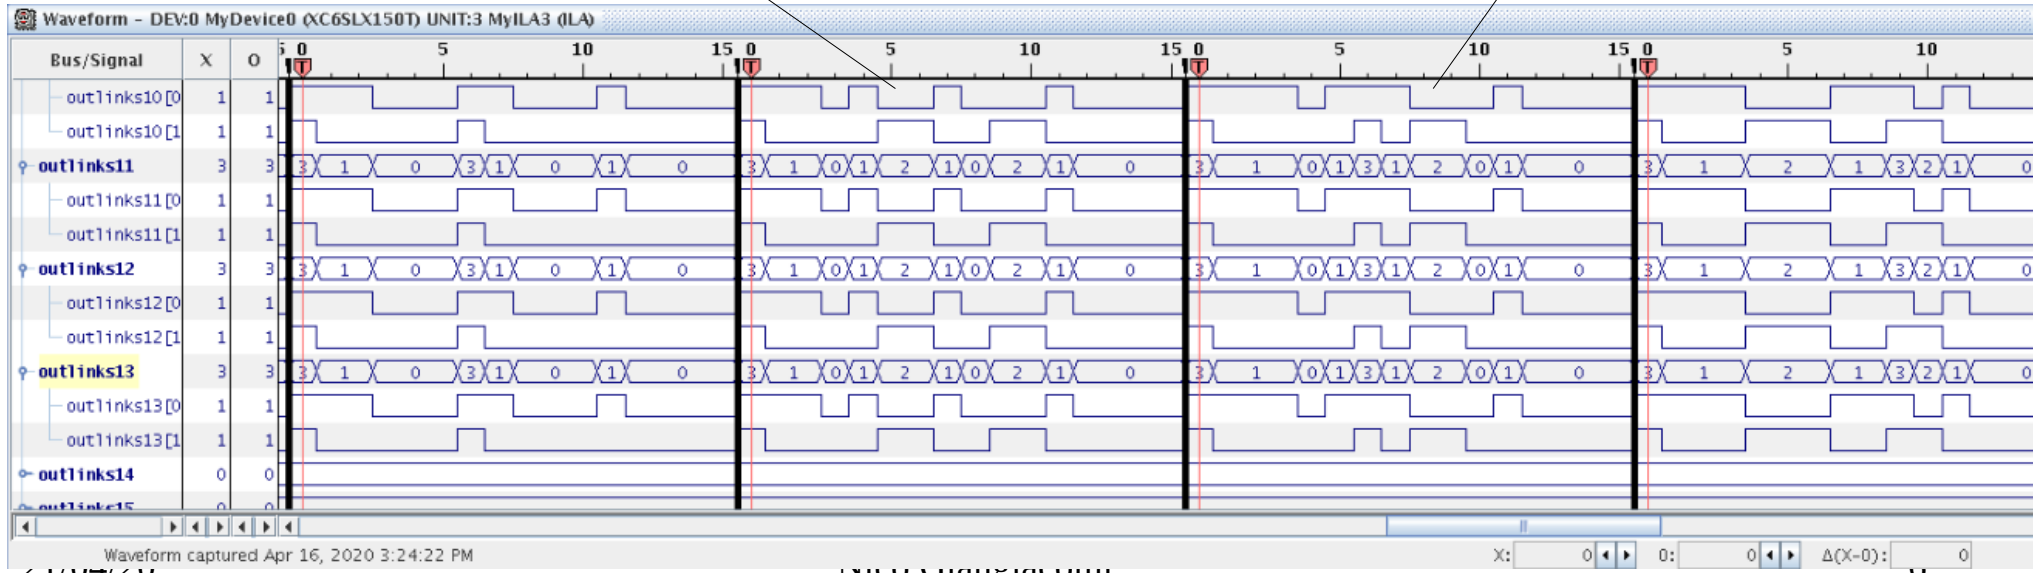 Waveform - DEV:0 MyDevice0 (XC6SLX150T) UNIT:3 MyILA3 (ILA)
Bus/Signal X O 5 0 5 10 15 0 5 10 15 0 5 10 15 0 5 10
outlinks10[0 1 1
outlinks10[1 1 1
outlinks11 3 3 3 1 0 3 1 0 1 0 3 1 0 1 2 1 0 2 1 0 3 1 0 1 3 1 2 0 1 0 3 1 2 1 3 2 1 0
outlinks11[0 1 1
outlinks11[1 1 1
outlinks12 3 3 3 1 0 3 1 0 1 0 3 1 0 1 2 1 0 2 1 0 3 1 0 1 3 1 2 0 1 0 3 1 2 1 3 2 1 0
outlinks12[0 1 1
outlinks12[1 1 1
outlinks13 3 3 3 1 0 3 1 0 1 0 3 1 0 1 2 1 0 2 1 0 3 1 0 1 3 1 2 0 1 0 3 1 2 1 3 2 1 0
outlinks13[0 1 1
outlinks13[1 1 1
outlinks14 0 0
outlinks15 0 0
Waveform captured Apr 16, 2020 3:24:22 PM X: 0 O: 0 Δ(X-O): 0